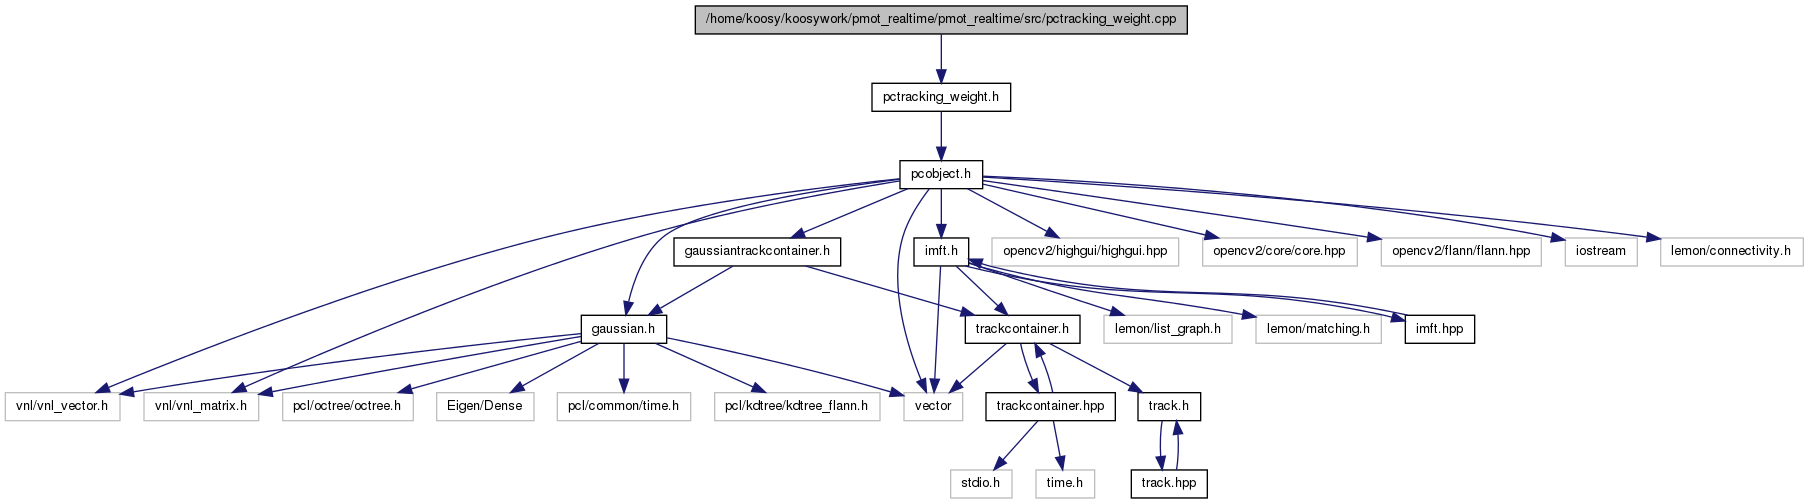 /home/koosy/koosywork/pmot_realtime/pmot_realtime/src/pctracking_weight.cpp
pctracking_weight.h
pcobject.h
gaussiantrackcontainer.h
imft.h
opencv2/highgui/highgui.hpp
opencv2/core/core.hpp
opencv2/flann/flann.hpp
iostream
lemon/connectivity.h
gaussian.h
trackcontainer.h
lemon/list_graph.h
lemon/matching.h
imft.hpp
vnl/vnl_vector.h
vnl/vnl_matrix.h
pcl/octree/octree.h
Eigen/Dense
pcl/common/time.h
pcl/kdtree/kdtree_flann.h
vector
trackcontainer.hpp
track.h
stdio.h
time.h
track.hpp